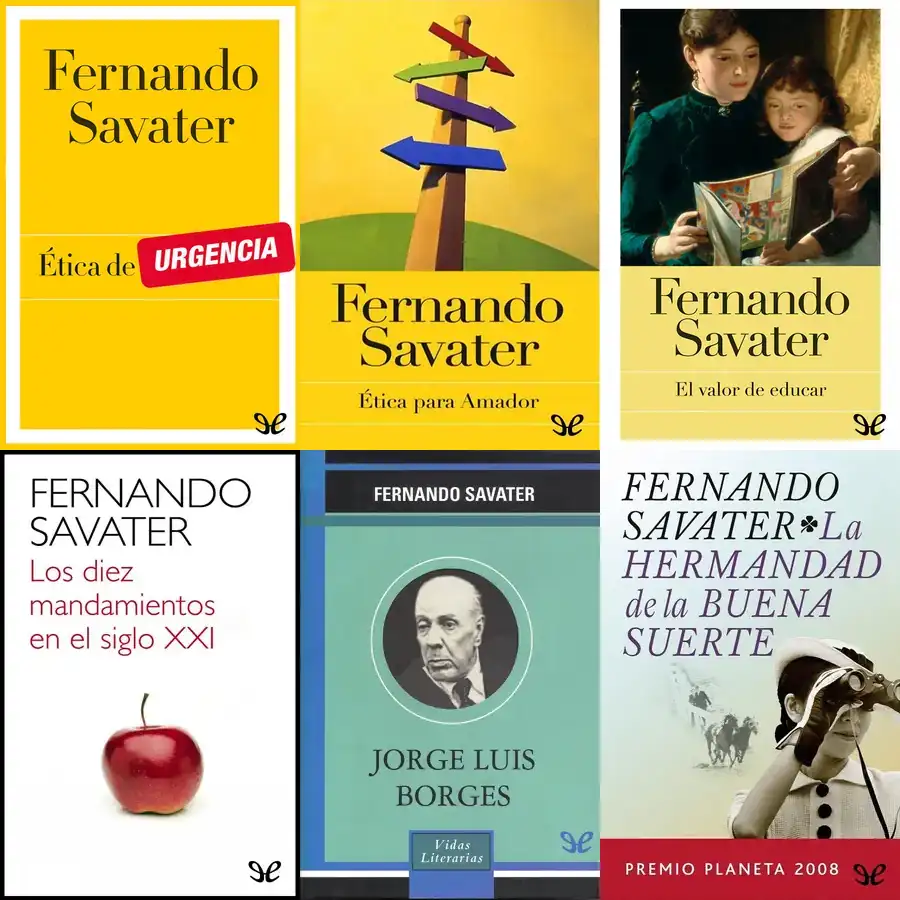 Fernando
Savater
Ética de URGENCIA
Fernando
Savater
Ética para Amador
Fernando
Savater
El valor de educar
FERNANDO
SAVATER
Los diez
mandamientos
en el siglo XXI
FERNANDO SAVATER
JORGE LUIS
BORGES
Vidas
Literarias
FERNANDO
SAVATER La
HERMANDAD
de la BUENA
SUERTE
PREMIO PLANETA 2008